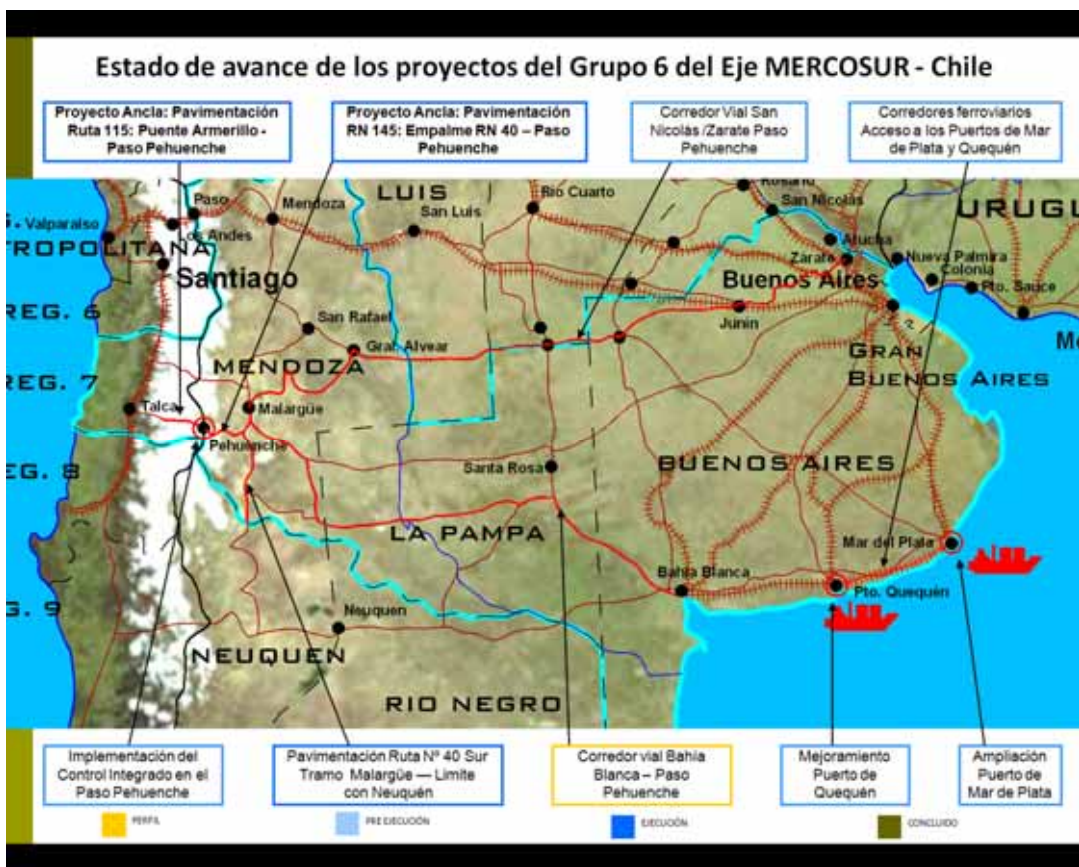 Estado de avance de los proyectos del Grupo 6 del Eje MERCOSUR - Chile
Proyecto Ancla: Pavimentación
Ruta 115: Puente Armerillo -
Paso Pehuenche
Proyecto Ancla: Pavimentación
RN 145: Empalme RN 40 – Paso
Pehuenche
Corredor Vial San
Nicolás /Zarate Paso
Pehuenche
Corredores ferroviarios
Acceso a los Puertos de Mar
de Plata y Quequén
LUIS
Rio Cuarto
Rosario
San Nicolás
URUGU
Valparaiso
Paso
Mendoza
San Luis
Atucha
Los Andes
TROPOLITANA
Zárate
Nueva Palmira
Santiago
Buenos Aires
Colonia
Pto. Sauce
REG. 6
San Rafael
Junín
Gral. Alvear
MENDOZA
GRAN
BUENOS AIRES
REG. 7
Talca
Malargüe
Pehuenche
EG. 8
Santa Rosa
BUENOS AIRES
LA PAMPA
Mar del Plata
Bahía Blanca
Pto. Quequén
G. 9
Neuquen
NEUQUEN
RIO NEGRO
Implementación del
Control Integrado en el
Paso Pehuenche
Pavimentación Ruta Nº 40 Sur
Tramo Malargüe — Limite
con Neuquén
Corredor vial Bahia
Blanca – Paso
Pehuenche
Mejoramiento
Puerto de
Quequén
Ampliación
Puerto de
Mar de Plata
PERFIL
PRE EJECUCIÓN
EJECUCIÓN
CONCLUIDO